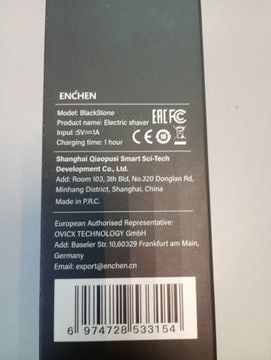 ENCHEN
Model: BlackStone
Product name: Electric shaver
Input :5V⎓1A
Charging time: 1 hour
EAC FC
CE 10
Shanghai Qiaopusi Smart Sci-Tech
Development Co., Ltd.
Add: Room 103, 3th Bld, No.320 Donglan Rd,
Minhang District, Shanghai, China
Made in P.R.C.
European Authorised Representative:
OVICX TECHNOLOGY GmbH
Add: Baseler Str.10,60329 Frankfurt am Main,
Germany
Email: export@enchen.cn
6 974728 533154